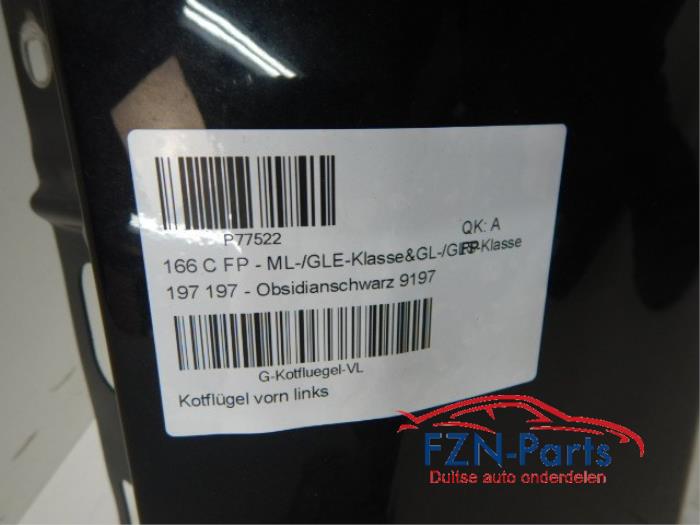 P77522
QK: A
166 C FP - ML-/GLE-Klasse&GL-/GLS-Klasse
FP
197 197 - Obsidianschwarz 9197
G-Kotfluegel-VL
Kotflügel vorn links
FZN-Parts
Duitse auto onderdelen